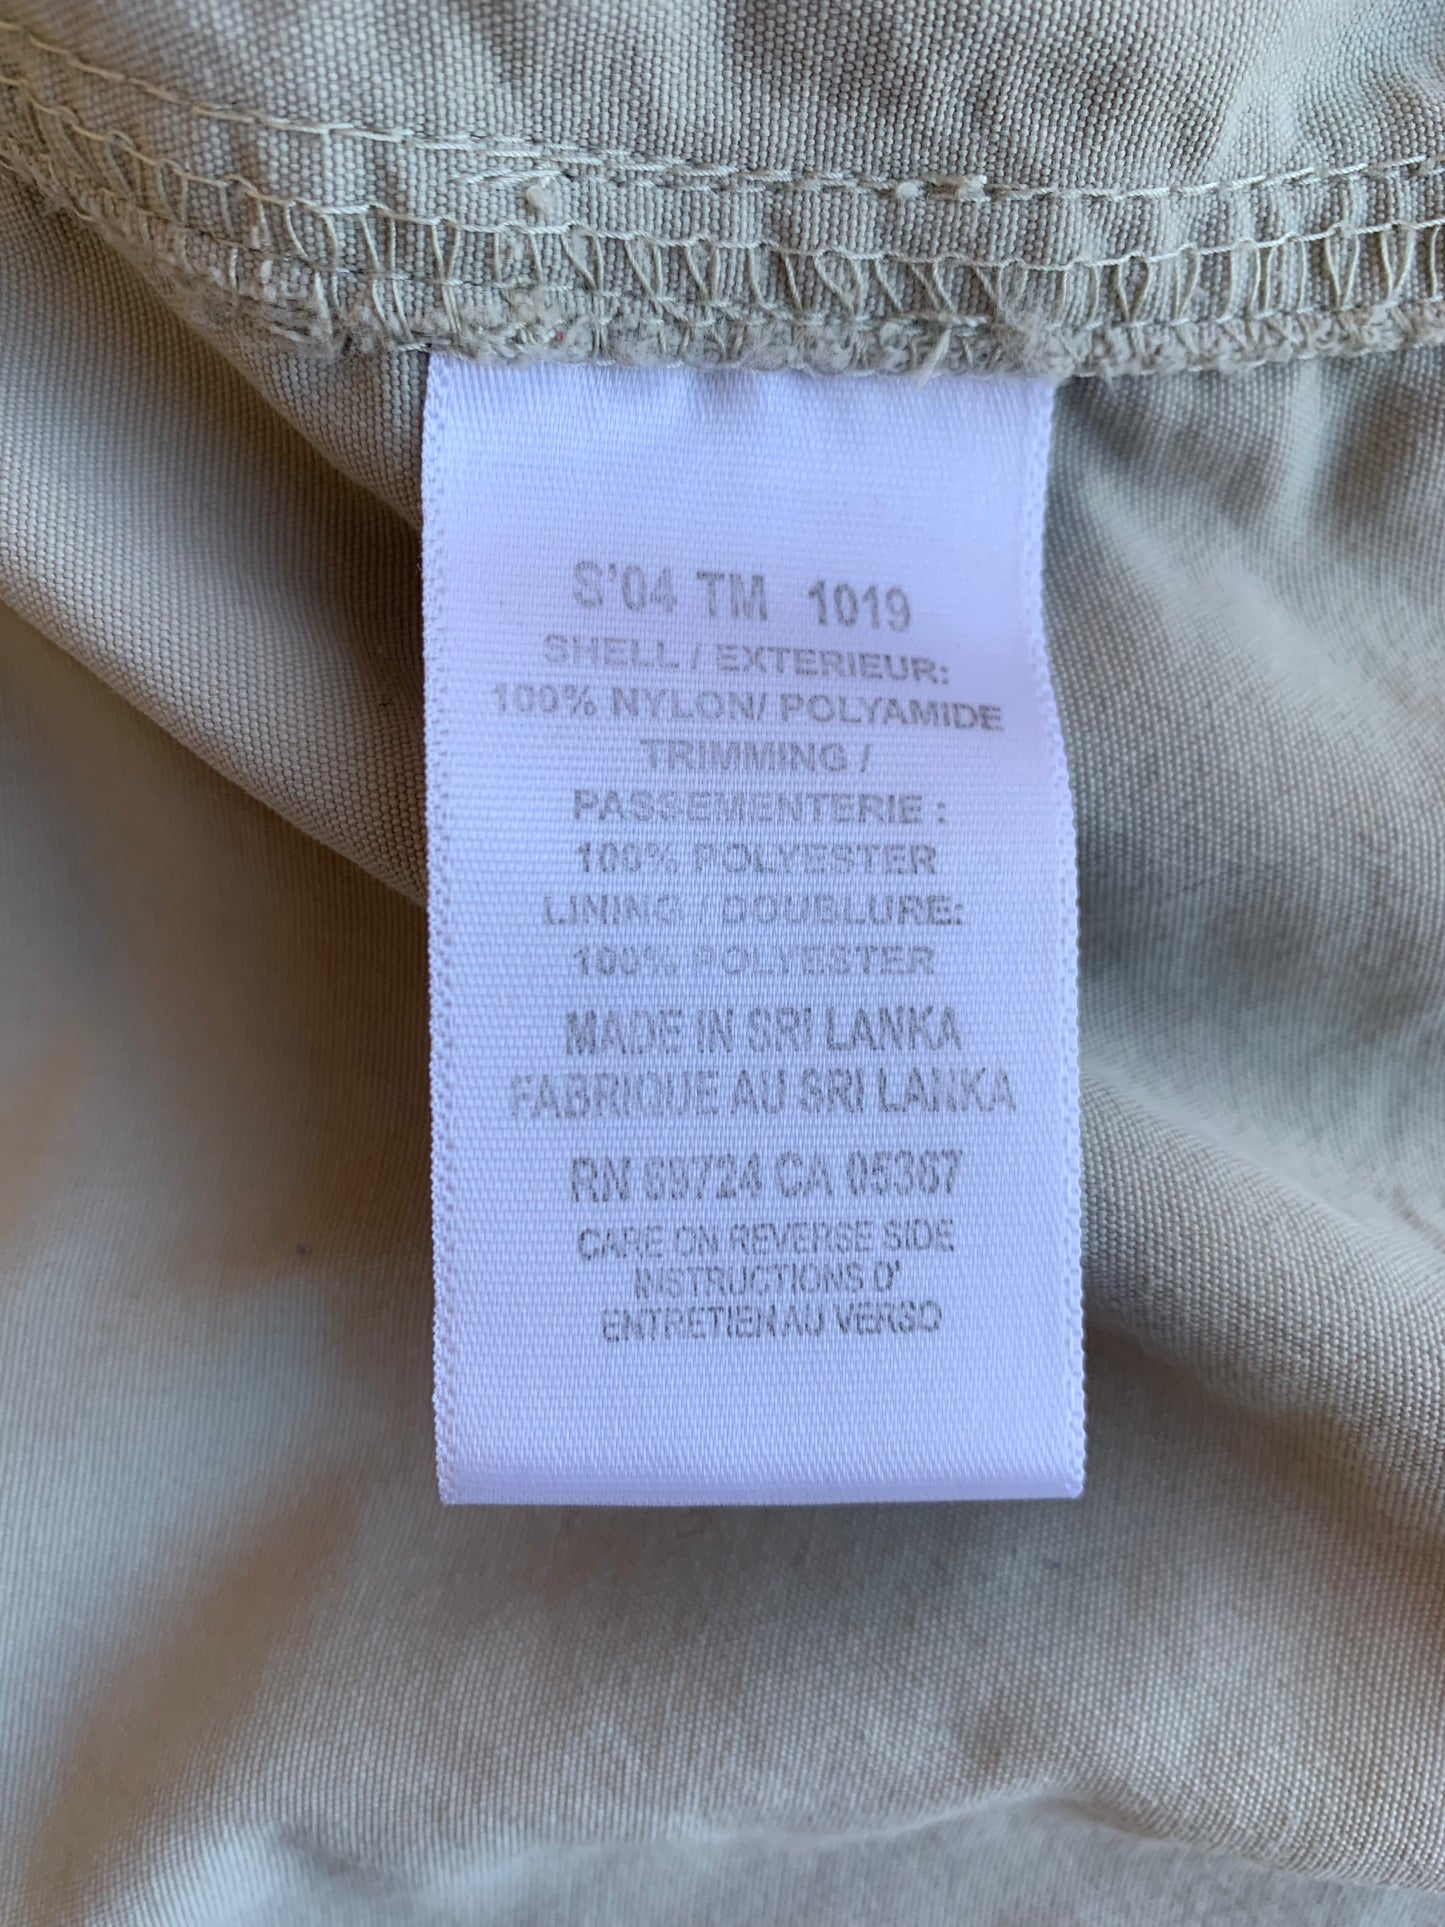 S'04 TM 1019
SHELL / EXTERIEUR:
100% NYLON/ POLYAMIDE
TRIMMING /
PASSEMENTERIE :
100% POLYESTER
LINING / DOUBLURE:
100% POLYESTER
MADE IN SRI LANKA
FABRIQUE AU SRI LANKA
RN 69724 CA 05367
CARE ON REVERSE SIDE
INSTRUCTIONS D'
ENTRETIEN AU VERSO